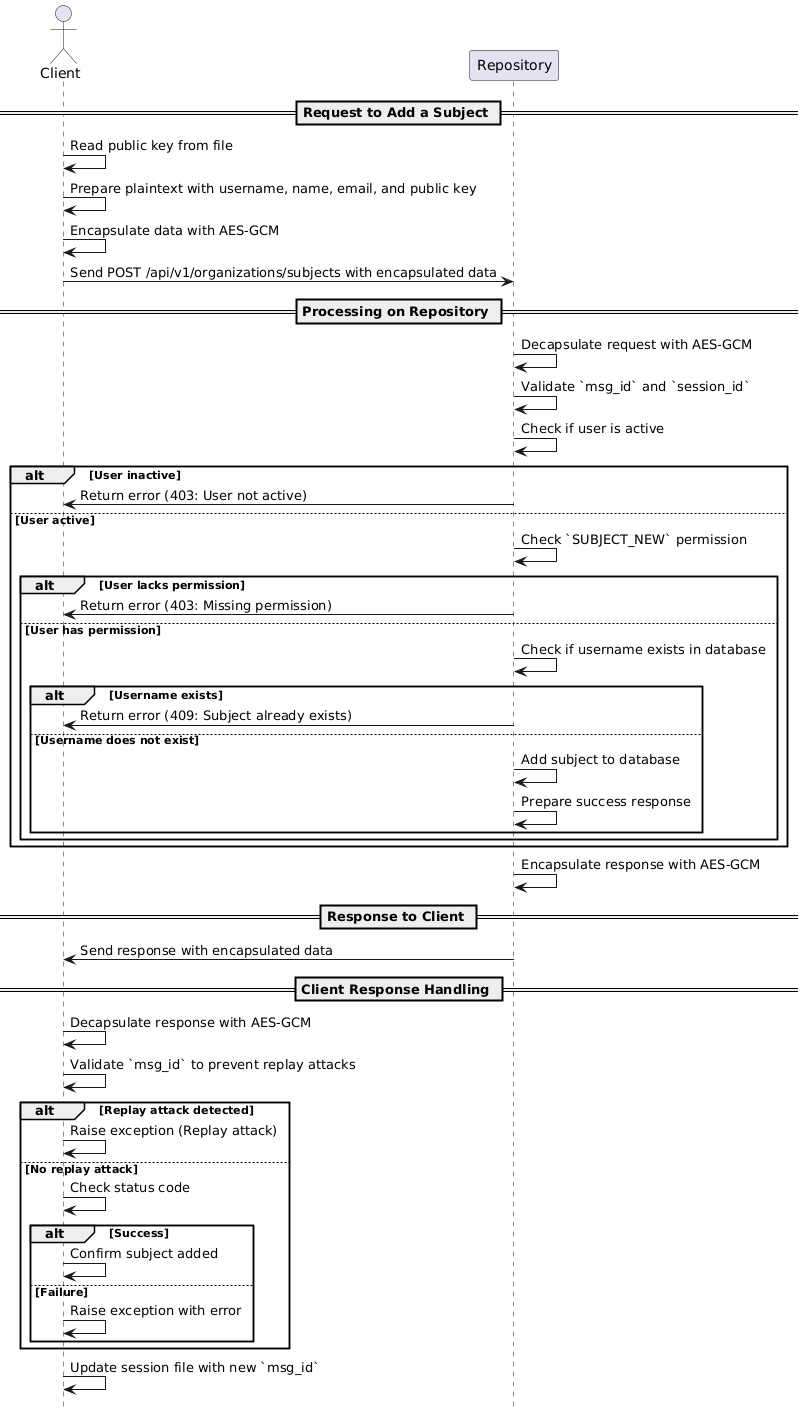 Client
Repository
Request to Add a Subject
Read public key from file
Prepare plaintext with username, name, email, and public key
Encapsulate data with AES-GCM
Send POST /api/v1/organizations/subjects with encapsulated data
Processing on Repository
Decapsulate request with AES-GCM
Validate `msg_id` and `session_id`
Check if user is active
alt [User inactive]
Return error (403: User not active)
[User active]
Check `SUBJECT_NEW` permission
alt [User lacks permission]
Return error (403: Missing permission)
[User has permission]
Check if username exists in database
alt [Username exists]
Return error (409: Subject already exists)
[Username does not exist]
Add subject to database
Prepare success response
Encapsulate response with AES-GCM
Response to Client
Send response with encapsulated data
Client Response Handling
Decapsulate response with AES-GCM
Validate `msg_id` to prevent replay attacks
alt [Replay attack detected]
Raise exception (Replay attack)
[No replay attack]
Check status code
alt [Success]
Confirm subject added
[Failure]
Raise exception with error
Update session file with new `msg_id`